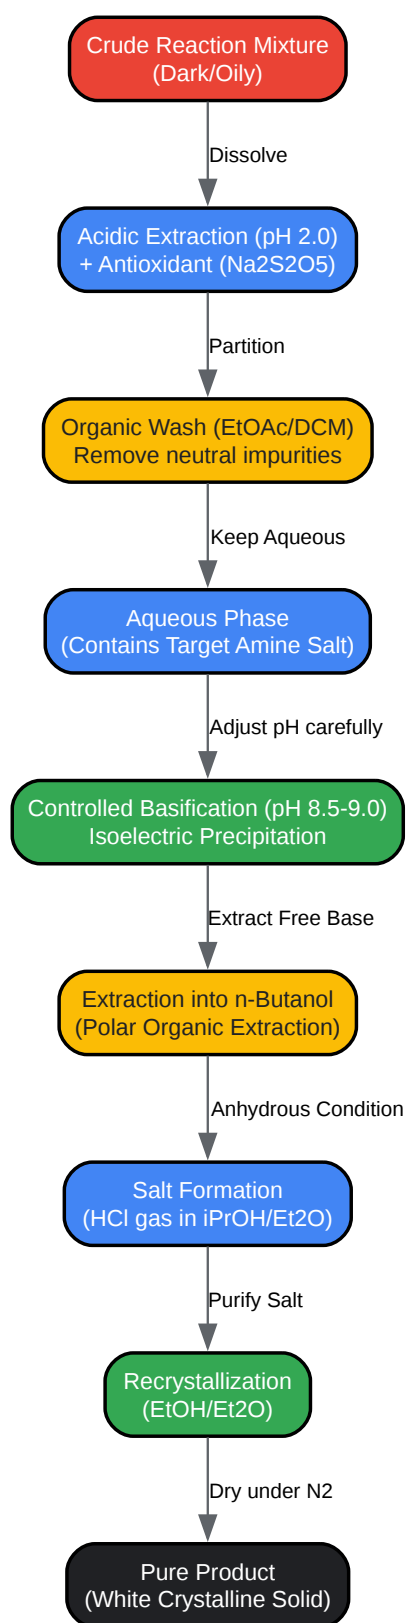 Crude Reaction Mixture
(Dark/Oily)
Dissolve
Acidic Extraction (pH 2.0)
+ Antioxidant (Na2S2O5)
Partition
Organic Wash (EtOAc/DCM)
Remove neutral impurities
Keep Aqueous
Aqueous Phase
(Contains Target Amine Salt)
Adjust pH carefully
Controlled Basification (pH 8.5-9.0)
Isoelectric Precipitation
Extract Free Base
Extraction into n-Butanol
(Polar Organic Extraction)
Anhydrous Condition
Salt Formation
(HCl gas in iPrOH/Et2O)
Purify Salt
Recrystallization
(EtOH/Et2O)
Dry under N2
Pure Product
(White Crystalline Solid)